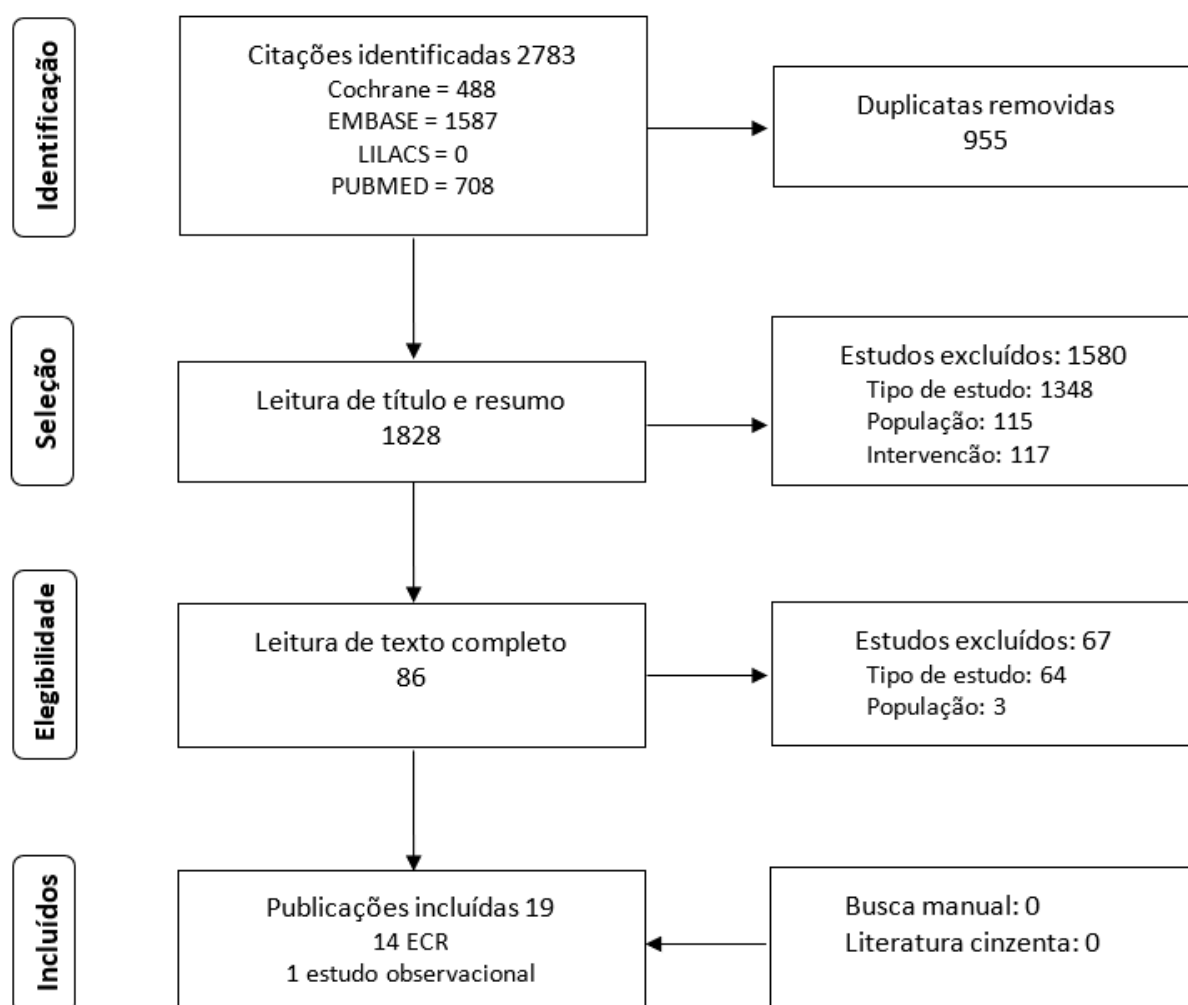 Identificação
Citações identificadas 2783
Cochrane = 488
EMBASE = 1587
LILACS = 0
PUBMED = 708
Duplicatas removidas
955
Seleção
Leitura de título e resumo
1828
Estudos excluídos: 1580
Tipo de estudo: 1348
População: 115
Intervencão: 117
Elegibilidade
Leitura de texto completo
86
Estudos excluídos: 67
Tipo de estudo: 64
População: 3
Incluídos
Publicações incluídas 19
14 ECR
1 estudo observacional
Busca manual: 0
Literatura cinzenta: 0